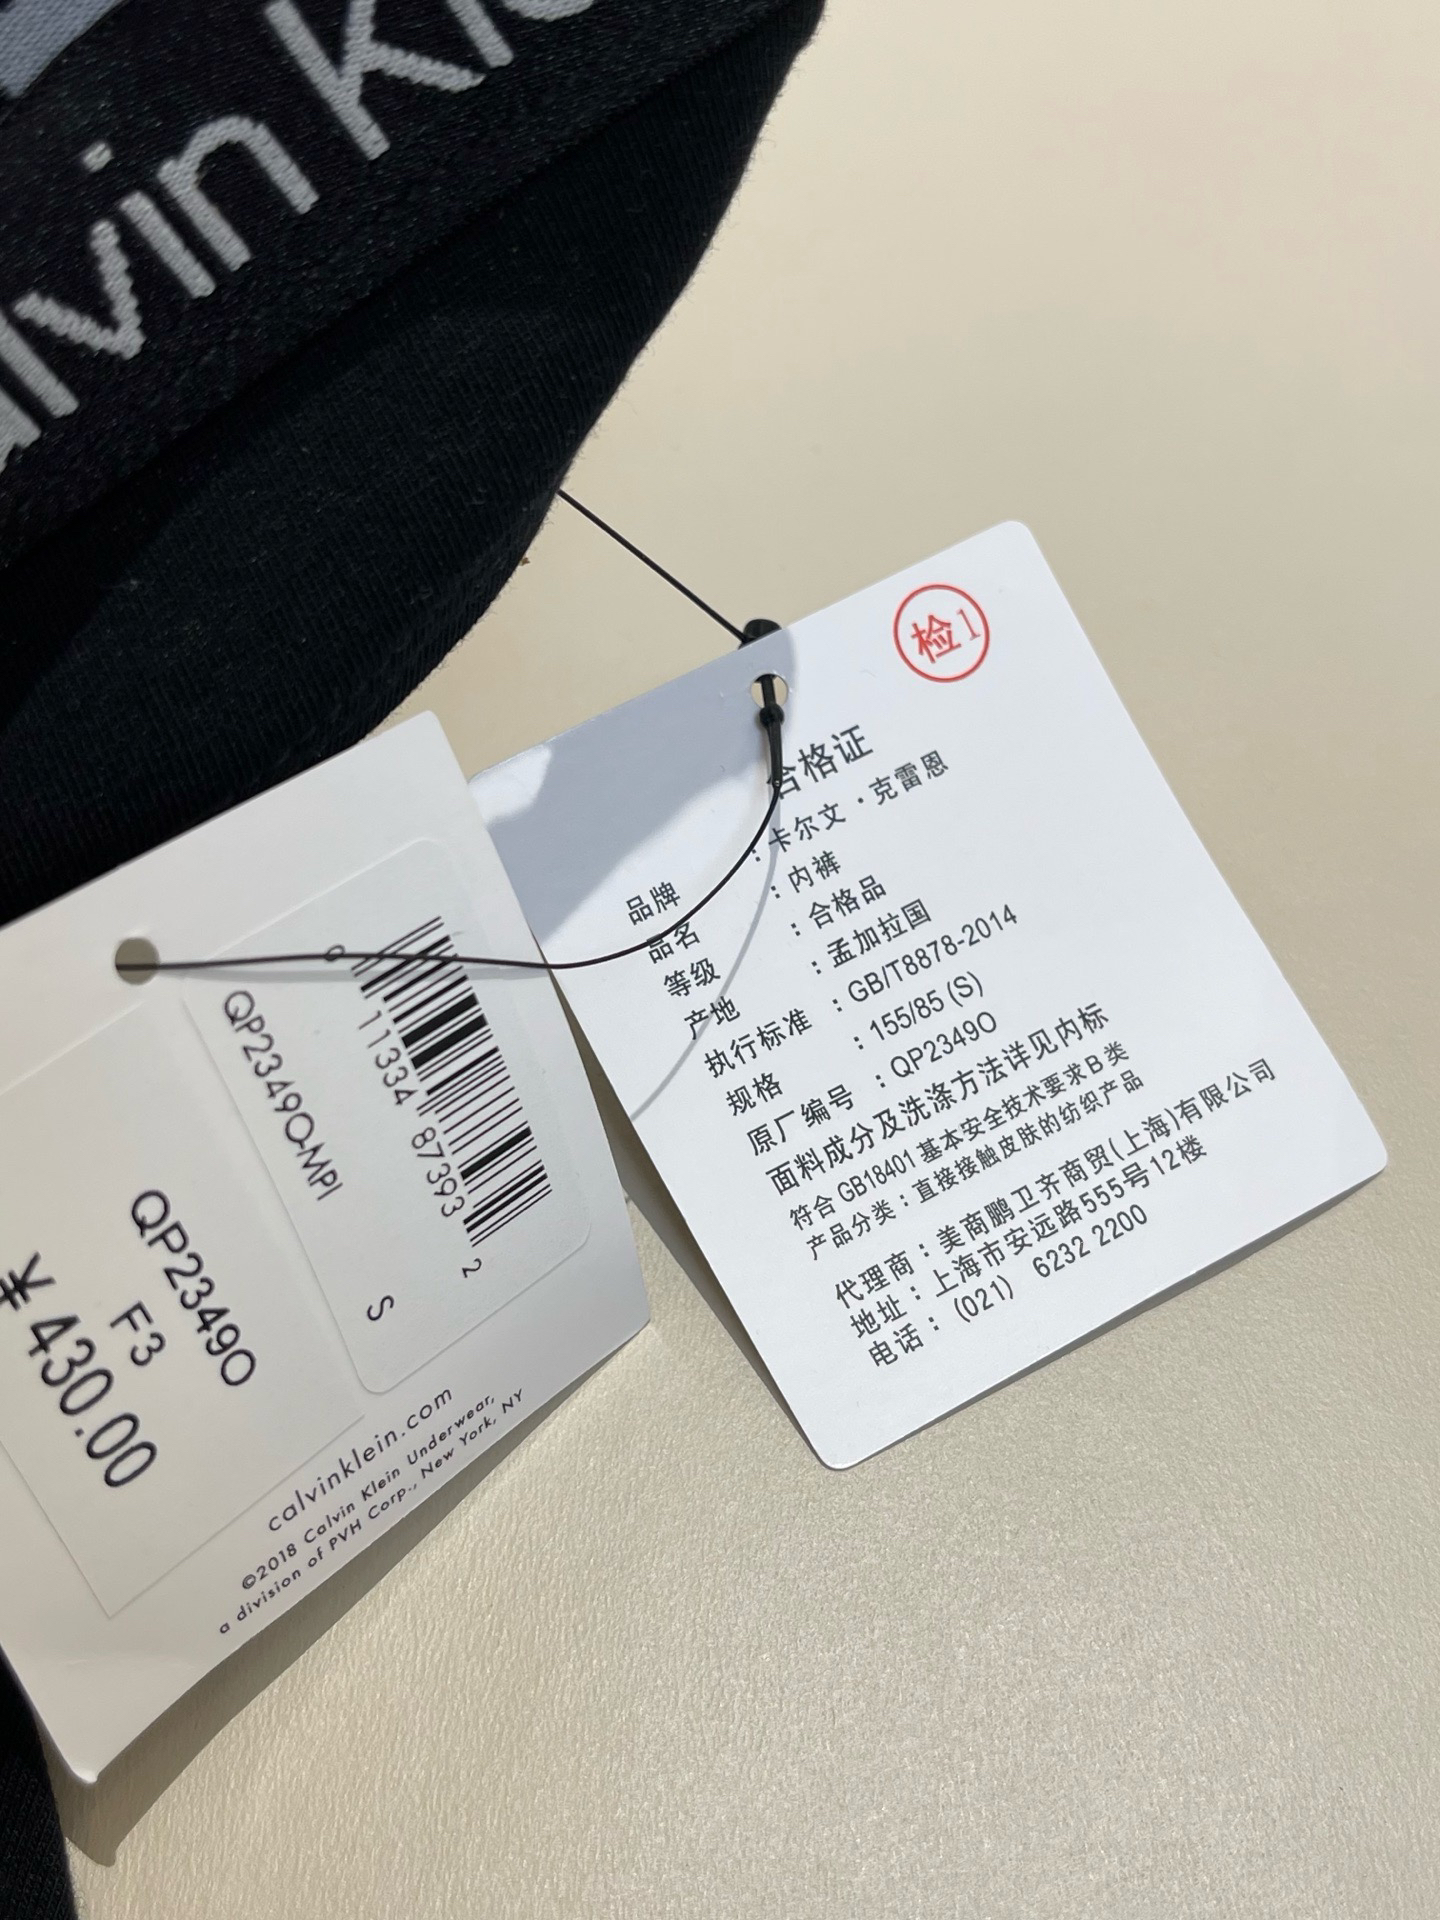 alvin Kle
检1
合格证
品牌 : 卡尔文·克雷恩
品名 : 内裤
等级 : 合格品
产地 : 孟加拉国
执行标准 : GB/T8878-2014
规格 : 155/85 (S)
原厂编号 : QP2349O
面料成分及洗涤方法详见内标
符合 GB18401 基本安全技术要求B类
产品分类：直接接触皮肤的纺织产品
代理商：美商鹏卫齐商贸(上海)有限公司
地址：上海市安远路555号12楼
电话：(021) 6232 2200
0 11334 87393 2
QP2349O-MPI S
QP2349O
F3
¥ 430.00
calvinklein.com
©2018 Calvin Klein Underwear,
a division of PVH Corp., New York, NY